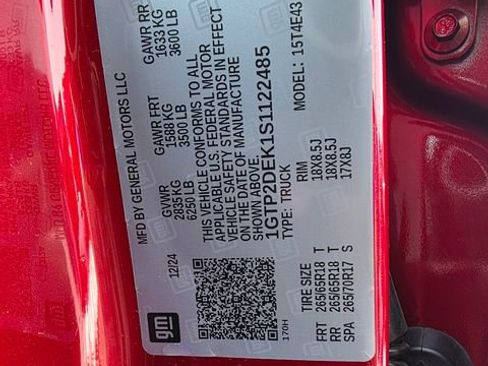 gm
MFD BY GENERAL MOTORS LLC
12/24 GVWR GAWR FRT GAWR RR
2835 KG 1588 KG 1633 KG
6250 LB 3500 LB 3600 LB
THIS VEHICLE CONFORMS TO ALL
APPLICABLE U.S. FEDERAL MOTOR
VEHICLE SAFETY STANDARDS IN EFFECT
ON THE DATE OF MANUFACTURE
SHOWN ABOVE.
1GTP2DEK1S1122485
TYPE: TRUCK MODEL: 15T4E43
170H
TIRE SIZE RIM
FRT 265/65R18 T 18X8.5J
RR 265/65R18 T 18X8.5J
SPA 265/70R17 S 17X8J